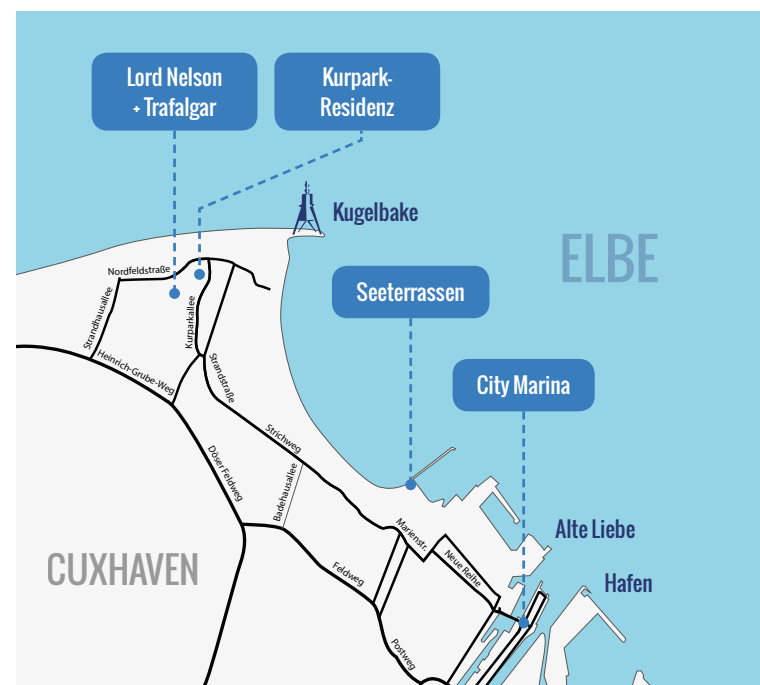 Lord Nelson
+ Trafalgar
Kurpark-
Residenz
Kugelbake
ELBE
Nordfeldstraße
Seeterrassen
Strandhausallee
Kurparkallee
Heinrich-Grube-Weg
Strandstraße
City Marina
Strichweg
Döser Feldweg
Badehausallee
Marienstr.
Alte Liebe
CUXHAVEN
Feldweg
Neue Reihe
Hafen
Postweg